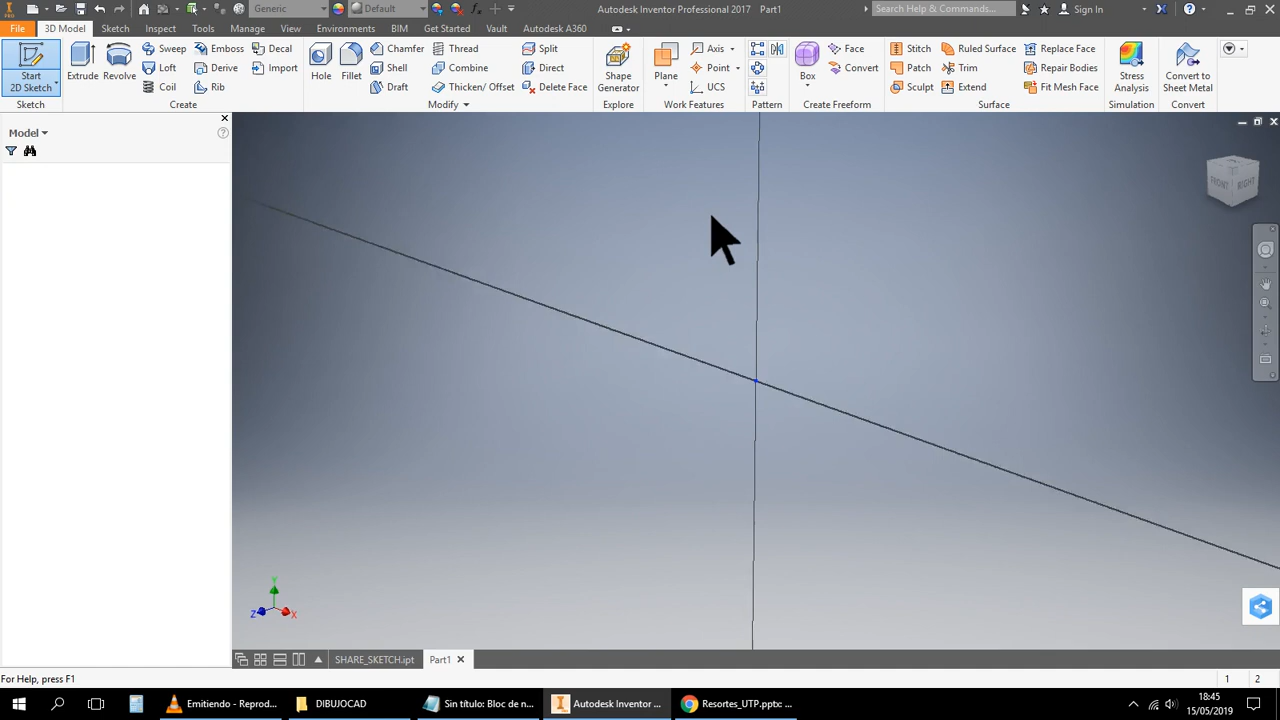 PRO
Generic
Default
Autodesk Inventor Professional 2017 Part1
Search Help & Commands...
Sign In
File
3D Model
Sketch
Inspect
Tools
Manage
View
Environments
BIM
Get Started
Vault
Autodesk A360
Start
2D Sketch
Sketch
Extrude
Revolve
Sweep
Loft
Coil
Emboss
Derive
Rib
Decal
Import
Create
Hole
Fillet
Chamfer
Shell
Draft
Thread
Combine
Thicken/ Offset
Split
Direct
Delete Face
Modify
Shape
Generator
Explore
Plane
Axis
Point
UCS
Work Features
Pattern
Box
Face
Convert
Create Freeform
Stitch
Patch
Sculpt
Ruled Surface
Trim
Extend
Replace Face
Repair Bodies
Fit Mesh Face
Surface
Stress
Analysis
Simulation
Convert to
Sheet Metal
Convert
Model
FRONT
RIGHT
Y
Z
X
SHARE_SKETCH.ipt
Part1
For Help, press F1
1
2
Emitiendo - Reprod...
DIBUJOCAD
Sin título: Bloc de n...
Autodesk Inventor ...
Resortes_UTP.pptx: ...
18:45
15/05/2019